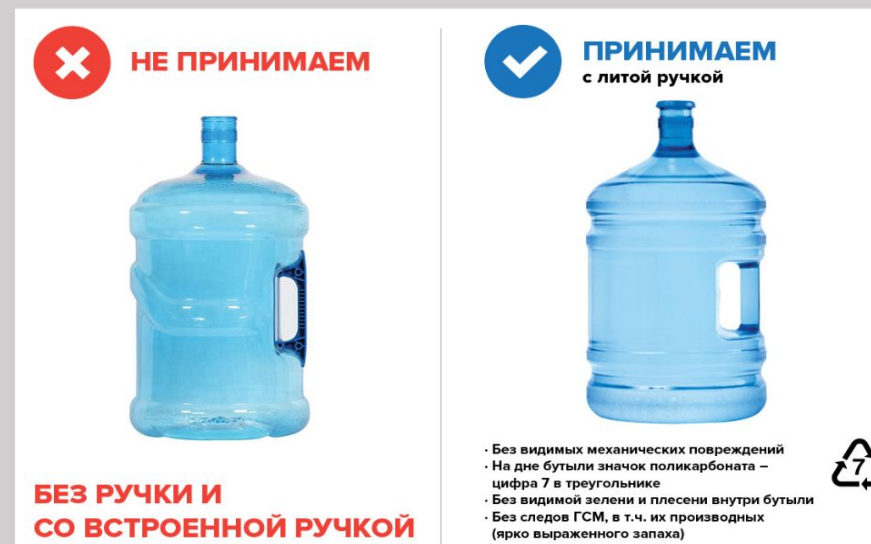 НЕ ПРИНИМАЕМ
БЕЗ РУЧКИ И
СО ВСТРОЕННОЙ РУЧКОЙ
ПРИНИМАЕМ
с литой ручкой
· Без видимых механических повреждений
· На дне бутыли значок поликарбоната –
цифра 7 в треугольнике
· Без видимой зелени и плесени внутри бутыли
· Без следов ГСМ, в т.ч. их производных
(ярко выраженного запаха)
7